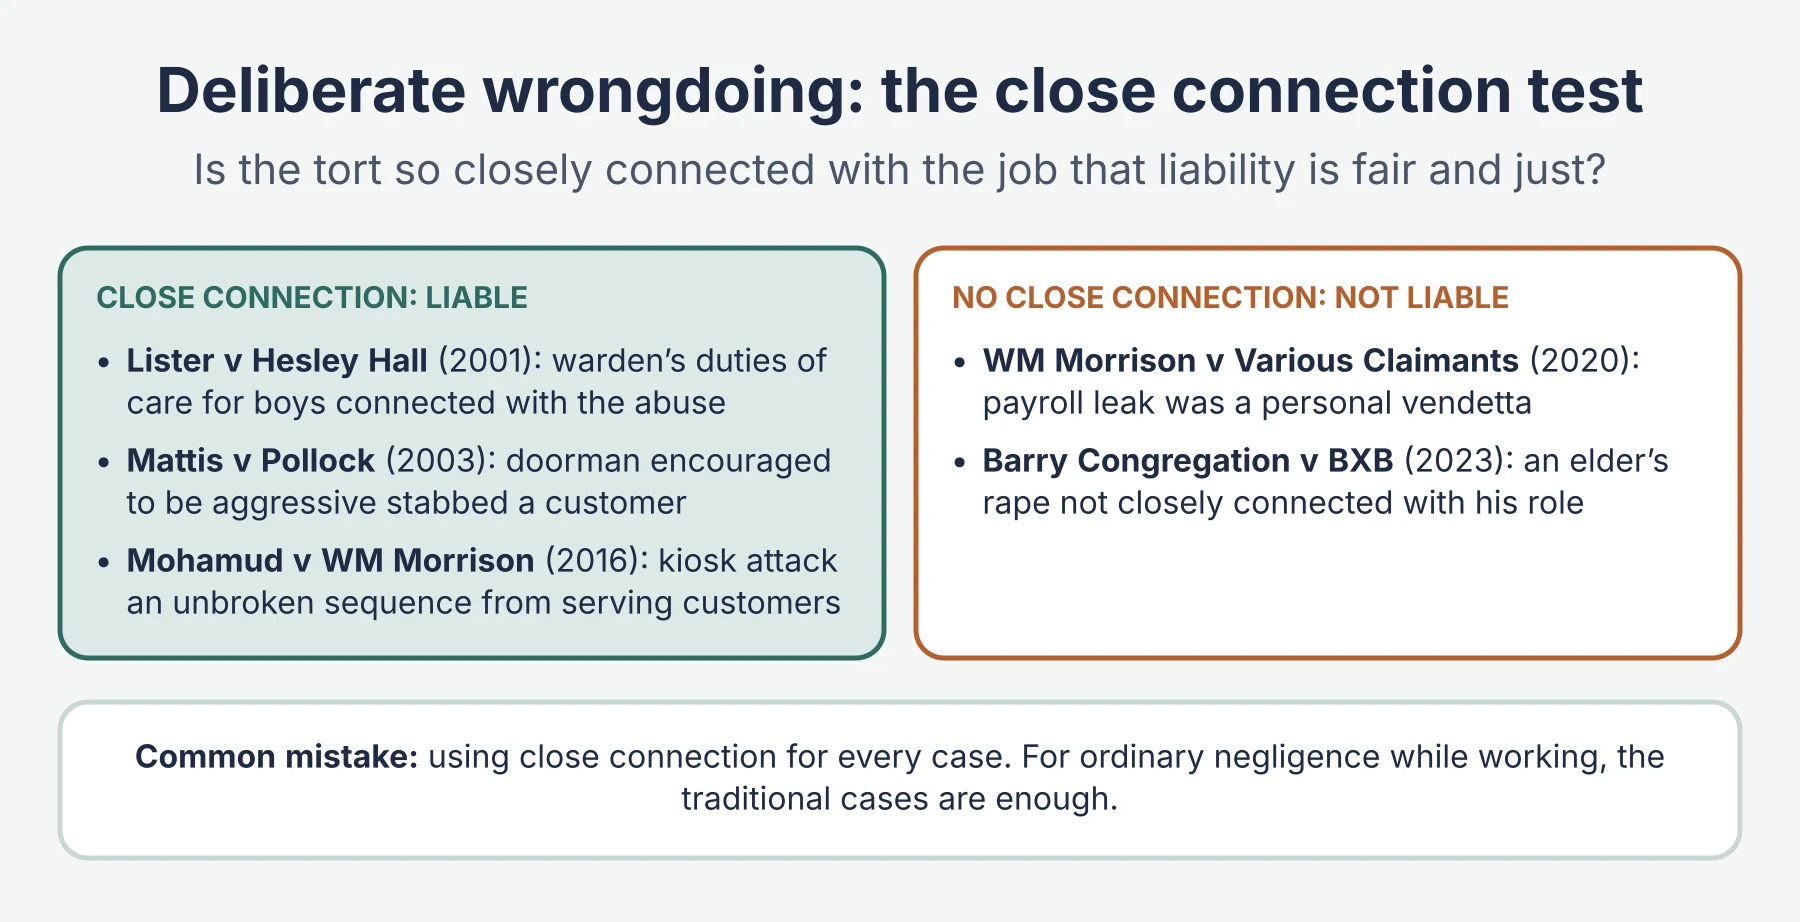 Deliberate wrongdoing: the close connection test
Is the tort so closely connected with the job that liability is fair and just?
CLOSE CONNECTION: LIABLE
• Lister v Hesley Hall (2001): warden’s duties of
care for boys connected with the abuse
• Mattis v Pollock (2003): doorman encouraged
to be aggressive stabbed a customer
• Mohamud v WM Morrison (2016): kiosk attack
an unbroken sequence from serving customers
NO CLOSE CONNECTION: NOT LIABLE
• WM Morrison v Various Claimants (2020):
payroll leak was a personal vendetta
• Barry Congregation v BXB (2023): an elder’s
rape not closely connected with his role
Common mistake: using close connection for every case. For ordinary negligence while working, the
traditional cases are enough.